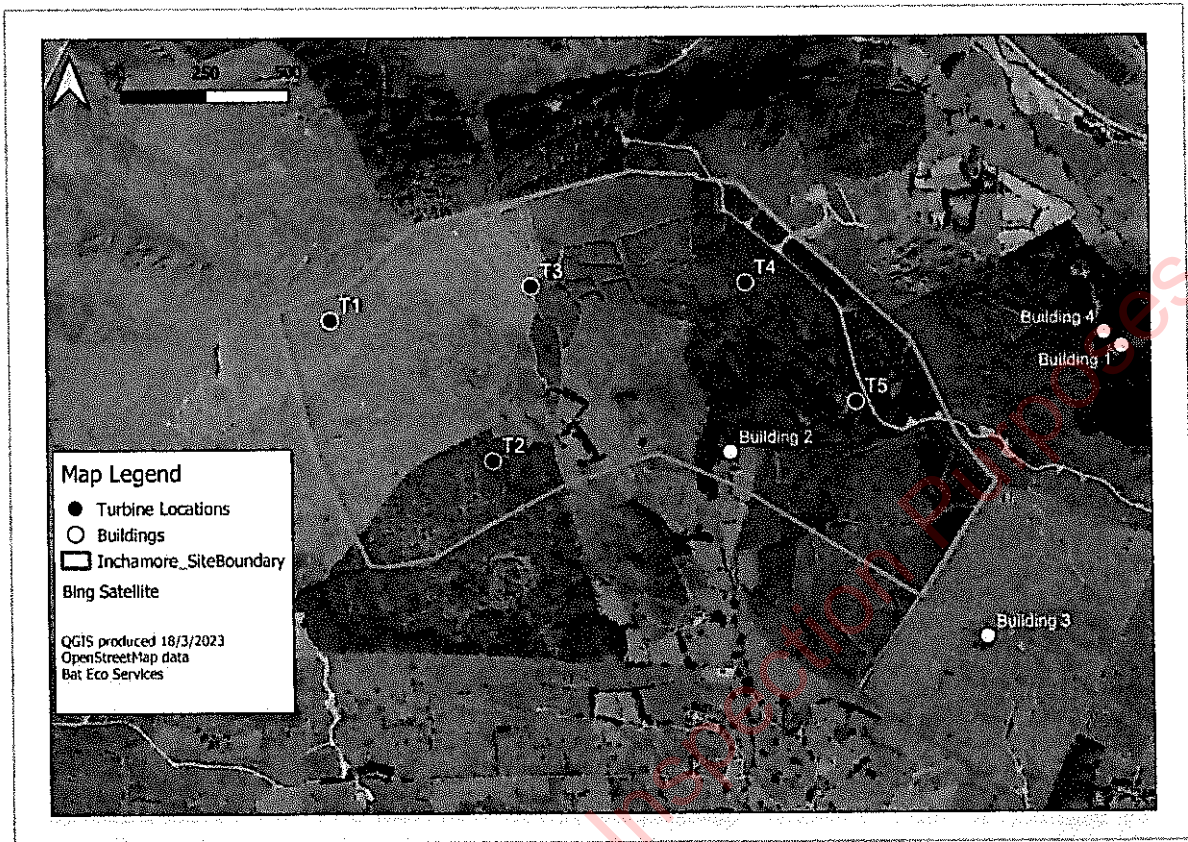 0 250 500
T3
T4
T1
Building 4
Building 1
T5
Building 2
T2
Map Legend
Turbine Locations
Buildings
Inchamore_SiteBoundary
Bing Satellite
QGIS produced 18/3/2023
OpenStreetMap data
Bat Eco Services
Building 3
Inspection Purposes